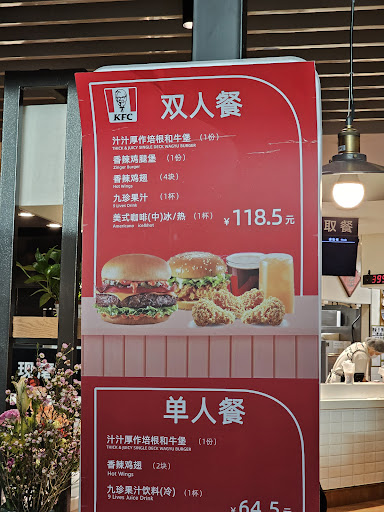 KFC
双人餐
汁汁厚作培根和牛堡 (1份)
THICK & JUICY SINGLE DECK WAGYU BURGER
香辣鸡腿堡 (1份)
Zinger Burger
香辣鸡翅 (4块)
Hot Wings
九珍果汁 (1杯)
9 Lives Drink
美式咖啡(中)冰/热 (1杯)
Americano ice&hot
¥118.5元
取餐
单人餐
汁汁厚作培根和牛堡 (1份)
THICK & JUICY SINGLE DECK WAGYU BURGER
香辣鸡翅 (2块)
Hot Wings
九珍果汁饮料(冷) (1杯)
9 Lives Juice Drink
¥64.5元